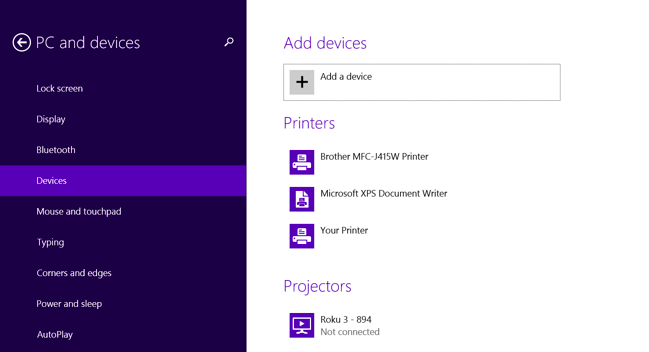 PC and devices
Lock screen
Display
Bluetooth
Devices
Mouse and touchpad
Typing
Corners and edges
Power and sleep
AutoPlay
Add devices
Add a device
Printers
Brother MFC-J415W Printer
Microsoft XPS Document Writer
Your Printer
Projectors
Roku 3 - 894
Not connected